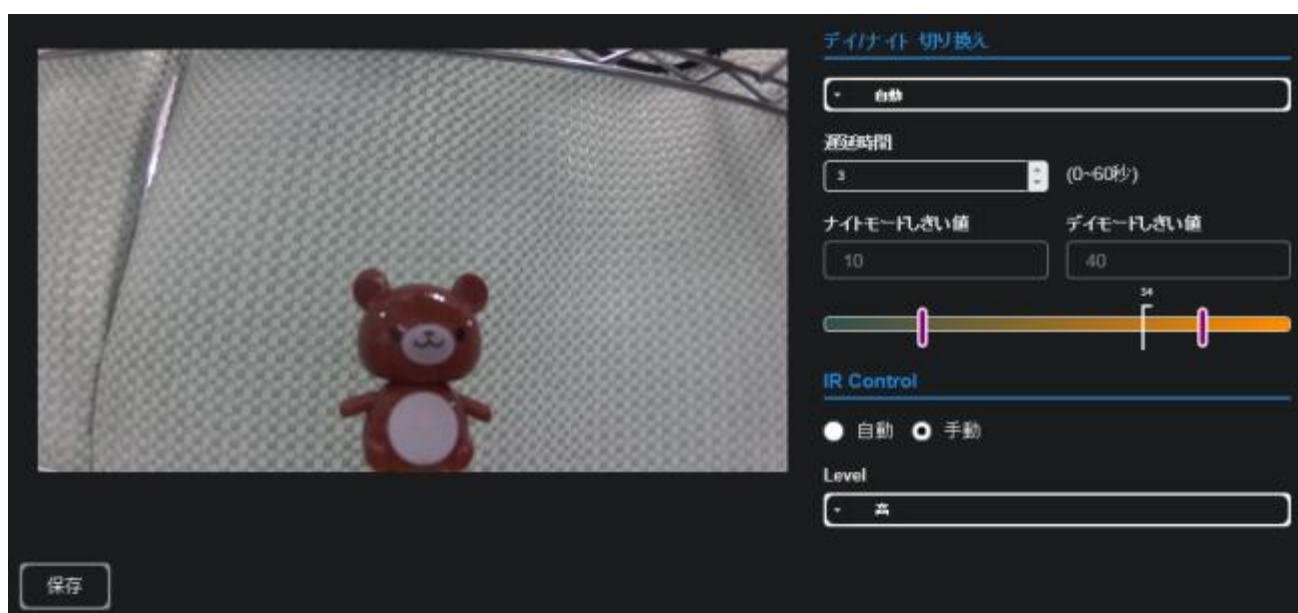 デイ/ナイト 切り換え
自動
遅延時間
3
(0~60秒)
ナイトモードしきい値
デイモードしきい値
10
40
34
IR Control
自動
手動
Level
高
保存